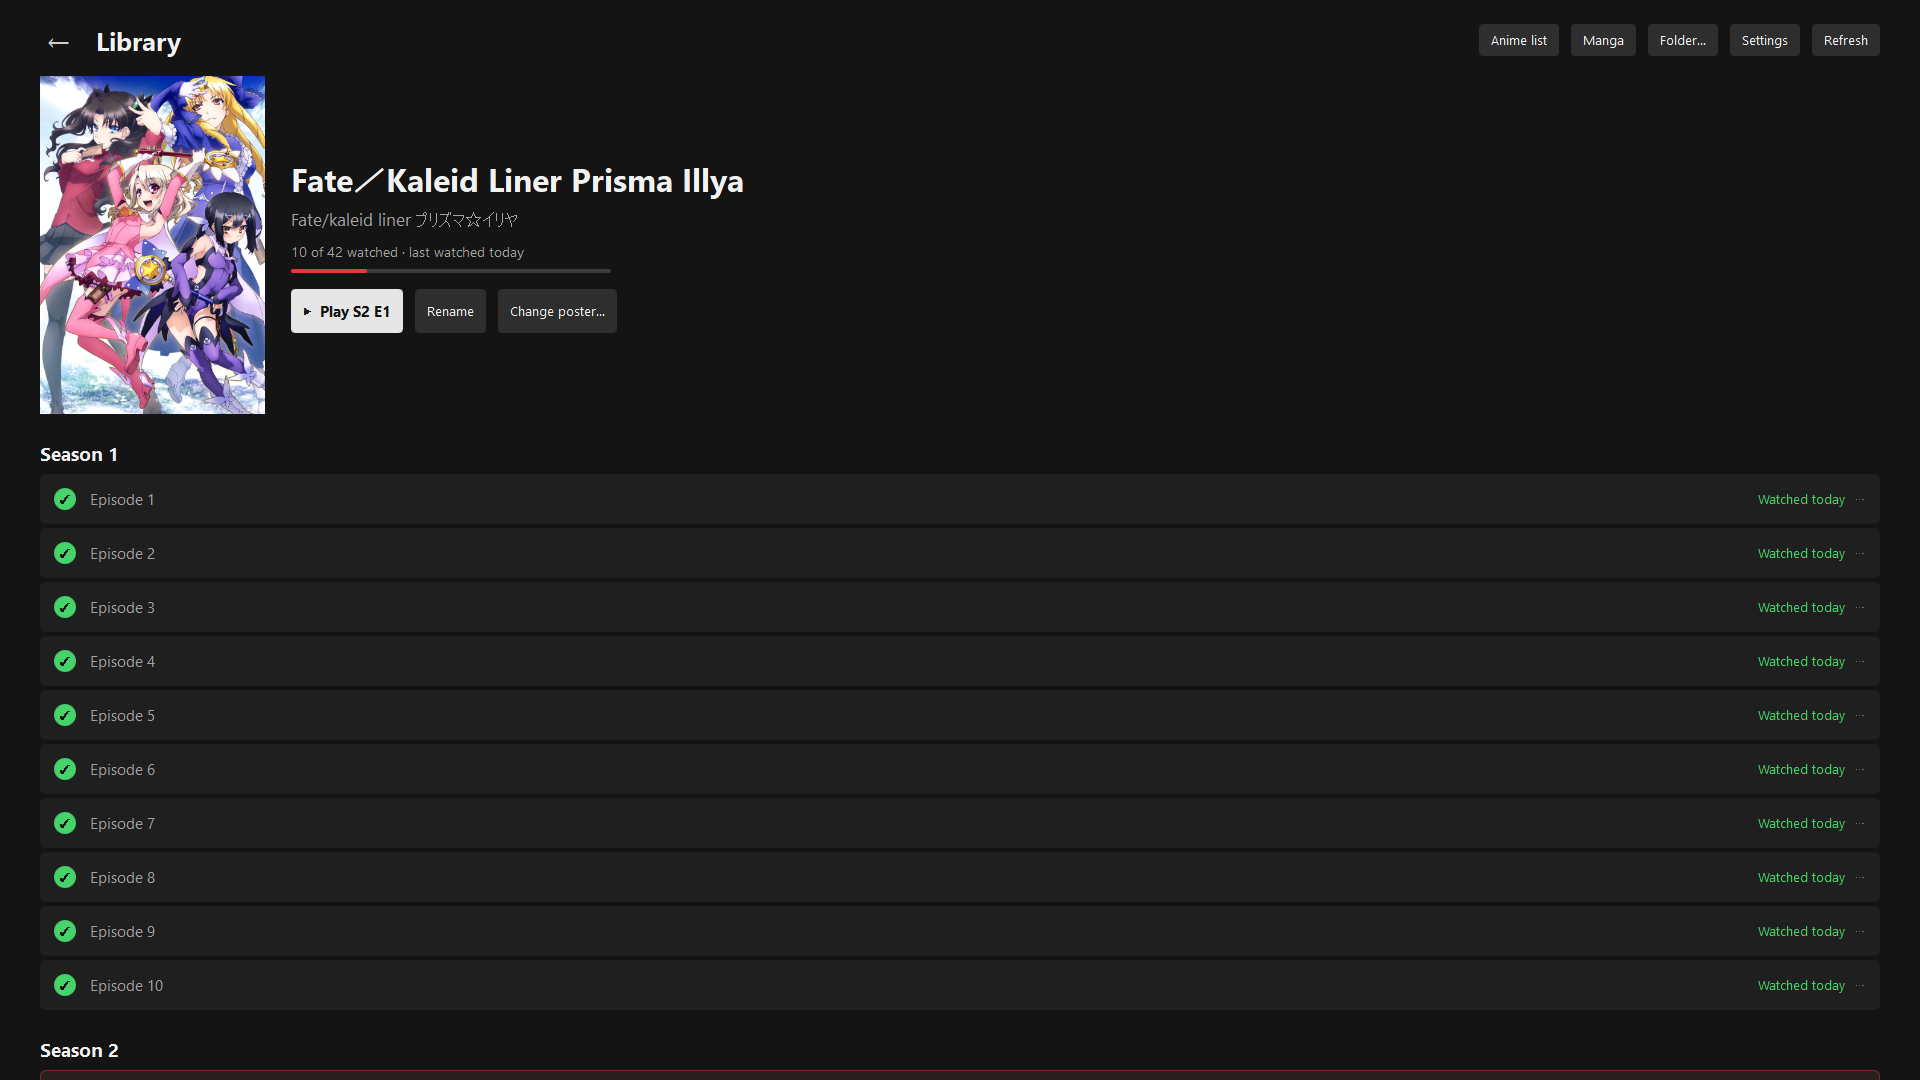 ← Library
Anime list
Manga
Folder...
Settings
Refresh
Fate／Kaleid Liner Prisma Illya
Fate/kaleid liner プリズマ☆イリヤ
10 of 42 watched · last watched today
Play S2 E1
Rename
Change poster...
Season 1
Episode 1 Watched today ...
Episode 2 Watched today ...
Episode 3 Watched today ...
Episode 4 Watched today ...
Episode 5 Watched today ...
Episode 6 Watched today ...
Episode 7 Watched today ...
Episode 8 Watched today ...
Episode 9 Watched today ...
Episode 10 Watched today ...
Season 2